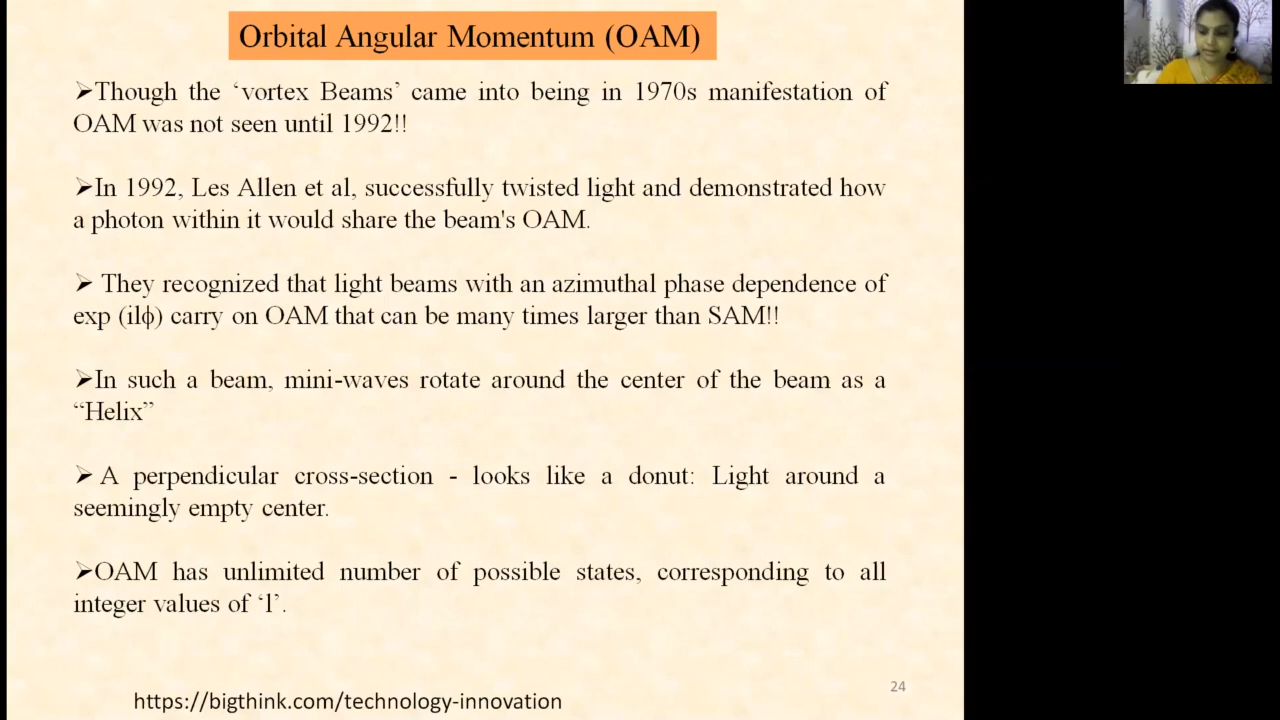 Orbital Angular Momentum (OAM)
➢Though the ‘vortex Beams’ came into being in 1970s manifestation of
OAM was not seen until 1992!!
➢In 1992, Les Allen et al, successfully twisted light and demonstrated how
a photon within it would share the beam's OAM.
➢ They recognized that light beams with an azimuthal phase dependence of
exp (ilϕ) carry on OAM that can be many times larger than SAM!!
➢In such a beam, mini-waves rotate around the center of the beam as a
“Helix”
➢ A perpendicular cross-section - looks like a donut: Light around a
seemingly empty center.
➢OAM has unlimited number of possible states, corresponding to all
integer values of ‘l’.
24
https://bigthink.com/technology-innovation